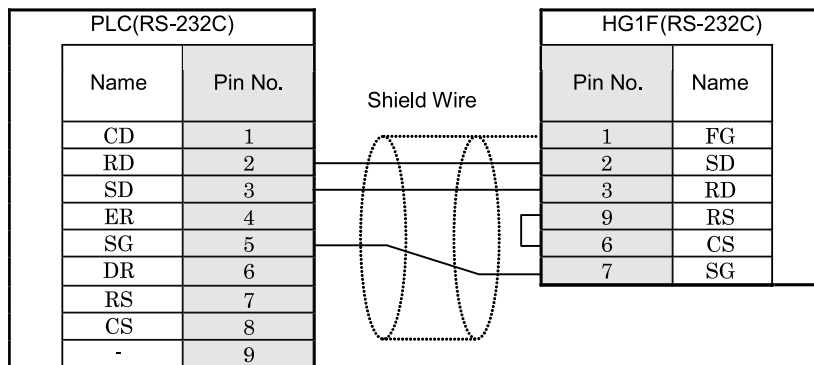 PLC(RS-232C)
HG1F(RS-232C)
Name Pin No.
Shield Wire
Pin No. Name
CD 1
1 FG
RD 2
2 SD
SD 3
3 RD
ER 4
9 RS
SG 5
6 CS
DR 6
7 SG
RS 7
CS 8
- 9